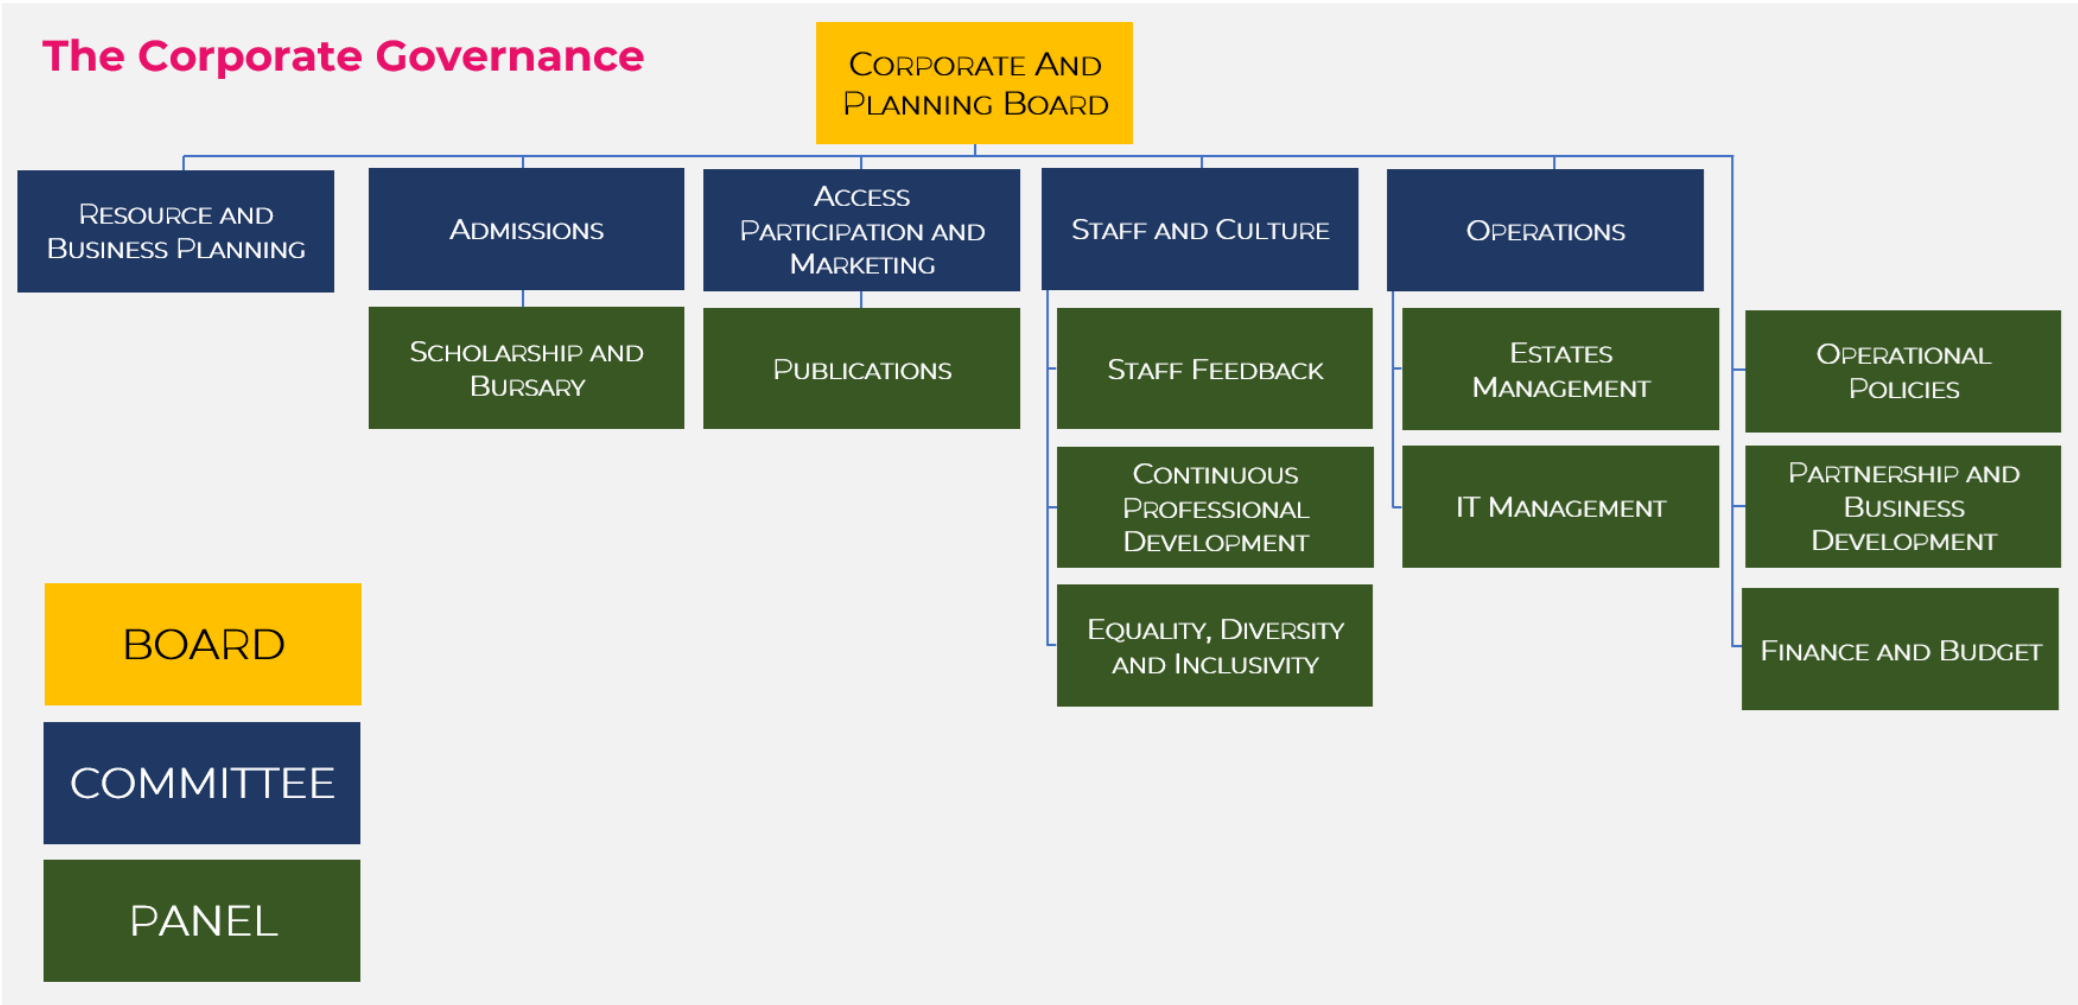 The Corporate Governance
Corporate And
Planning Board
Resource and
Business Planning
Admissions
Access
Participation and
Marketing
Staff and Culture
Operations
Scholarship and
Bursary
Publications
Staff Feedback
Estates
Management
Operational
Policies
Continuous
Professional
Development
IT Management
Partnership and
Business
Development
Equality, Diversity
and Inclusivity
Finance and Budget
BOARD
COMMITTEE
PANEL